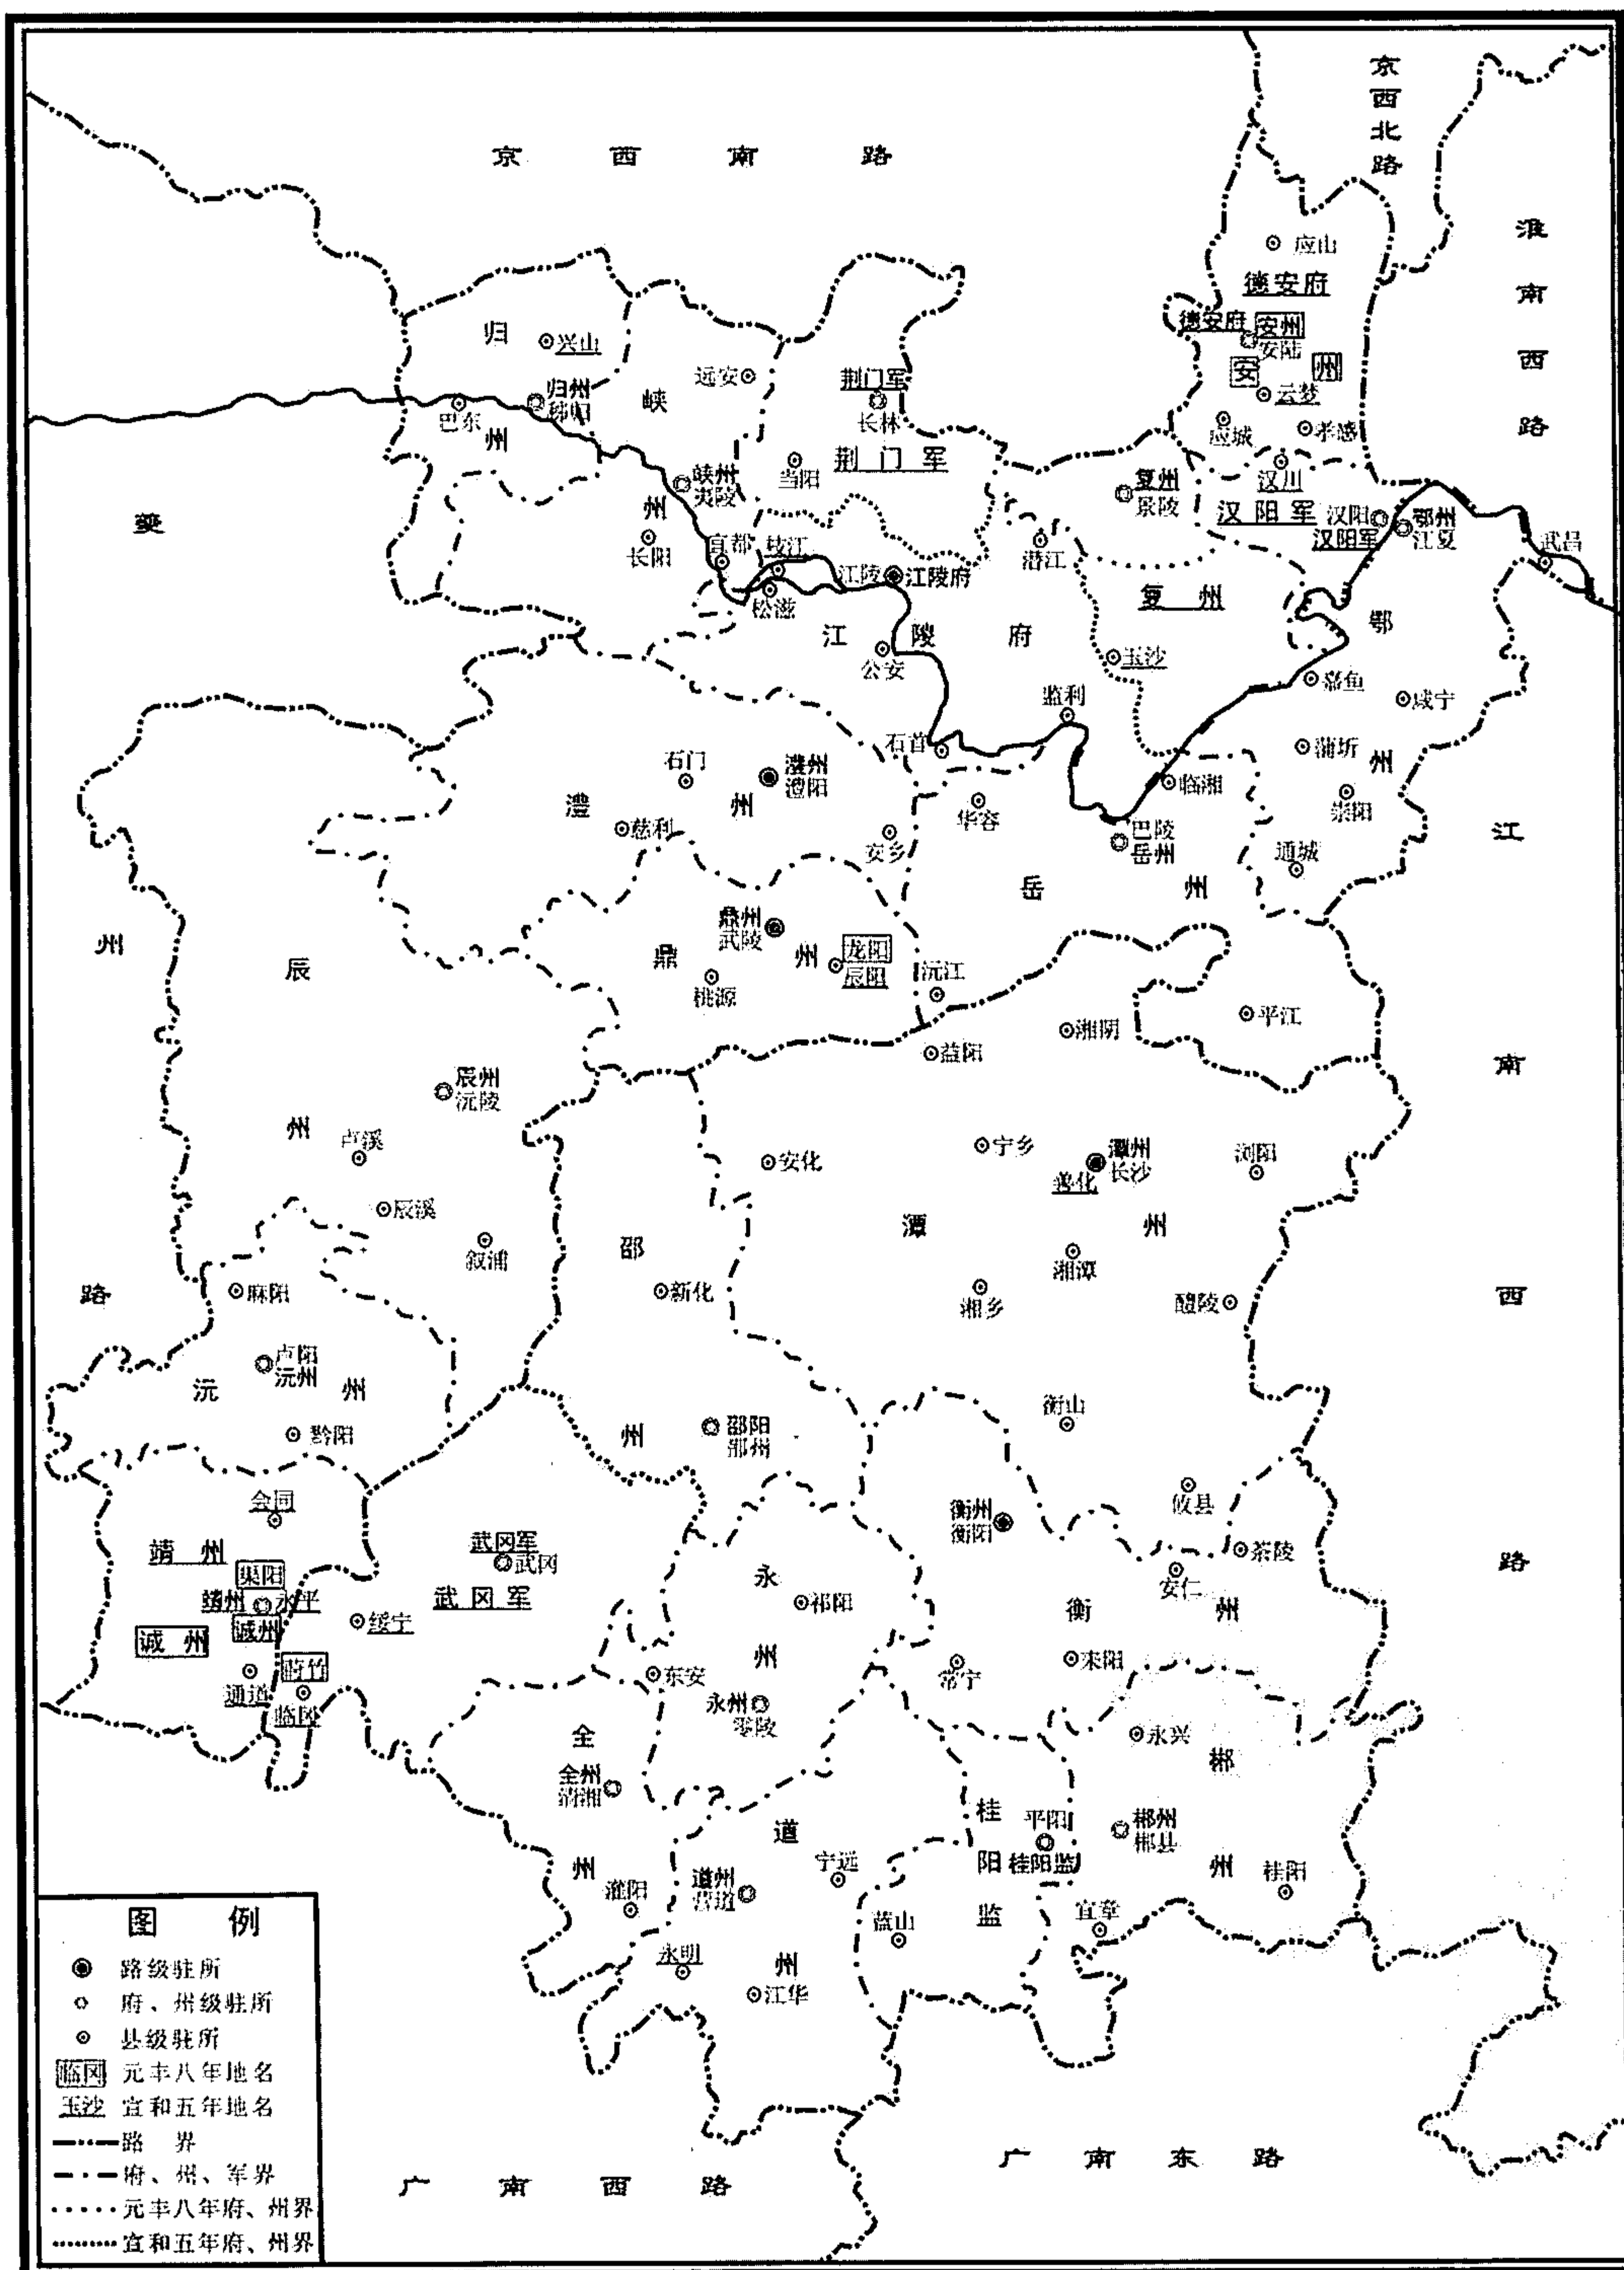 京西南路
京西北路
淮南西路
应山
德安府
德安府
安州
安陆
安州
云梦
应城
孝感
归州
兴山
归州
秭归
巴东
远安
峡州
峡州
夷陵
长阳
宜都
荆门军
长林
荆门军
当阳
汉川
汉阳军
汉阳
汉阳军
鄂州
江夏
武昌
复州
景陵
潜江
复州
玉沙
枝江
松滋
江陵
江陵府
江陵府
公安
监利
石首
鄂州
嘉鱼
咸宁
蒲圻
崇阳
通城
夔州路
石门
澧州
澧阳
澧州
慈利
安乡
华容
临湘
巴陵
岳州
岳州
沅江
平江
鼎州
武陵
鼎州
龙阳
辰阳
桃源
江南西路
辰州
辰州
沅陵
卢溪
辰溪
叙浦
益阳
湘阴
安化
宁乡
潭州
长沙
善化
浏阳
潭州
湘潭
湘乡
醴陵
衡山
攸县
茶陵
邵州
新化
邵阳
邵州
麻阳
卢阳
沅州
沅州
黔阳
会同
靖州
渠阳
靖州
永平
诚州
诚州
通道
莳竹
临冈
绥宁
武冈军
武冈
武冈军
永州
祁阳
东安
永州
零陵
衡州
衡阳
衡州
安仁
耒阳
常宁
全州
全州
清湘
灌阳
道州
道州
营道
宁远
永明
江华
桂阳监
平阳
桂阳监
蓝山
永兴
郴州
郴州
郴县
桂阳
宜章
广南西路
广南东路
图例
路级驻所
府、州级驻所
县级驻所
临冈 元丰八年地名
玉沙 宣和五年地名
路界
府、州、军界
元丰八年府、州界
宣和五年府、州界